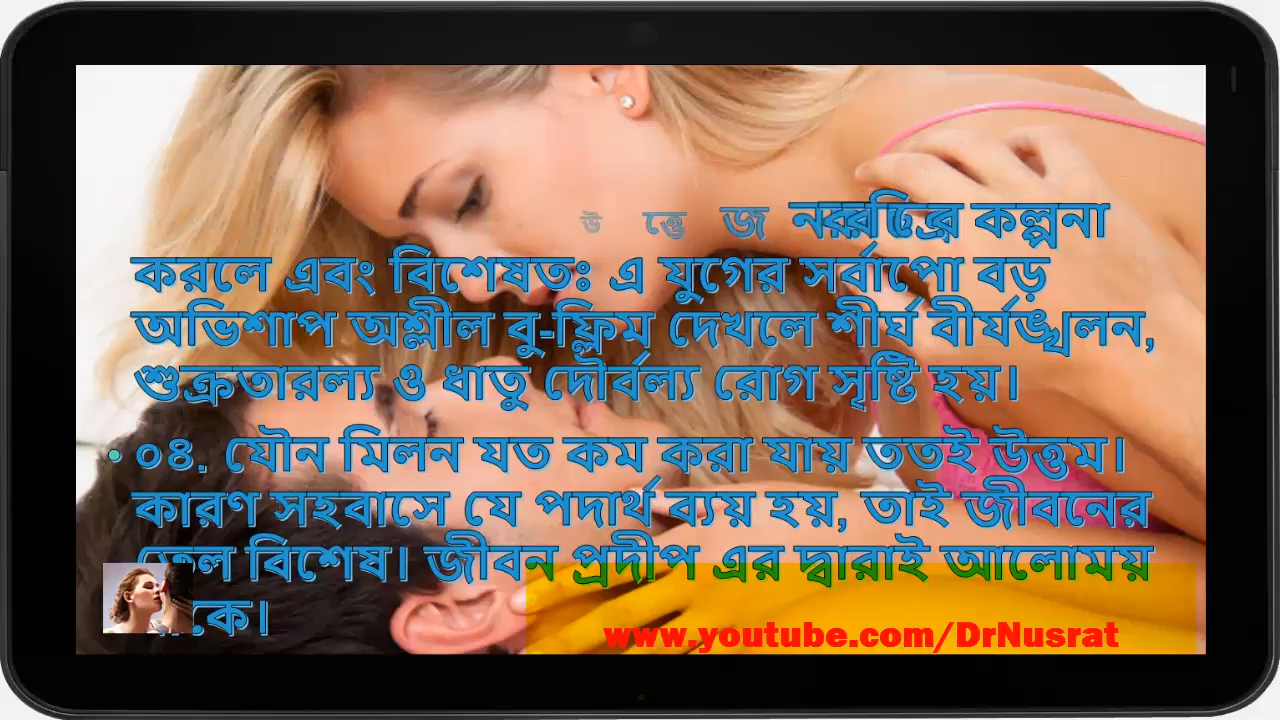 উ ত্তে জ কল্পনা
করলে এবং বিশেষতঃ এ যুগের সর্বাপো বড়
অভিশাপ অশ্লীল বু-ফ্লিম দেখলে শীর্ঘ বীর্যঙ্খলন,
শুক্রতারল্য ও ধাতু দৌর্বল্য রোগ সৃষ্টি হয়।
• ০৪. যৌন মিলন যত কম করা যায় ততই উত্তম।
কারণ সহবাসে যে পদার্থ ব্যয় হয়, তাই জীবনের
তেল বিশেষ। জীবন প্রদীপ এর দ্বারাই আলোময়
www.youtube.com/DrNusrat